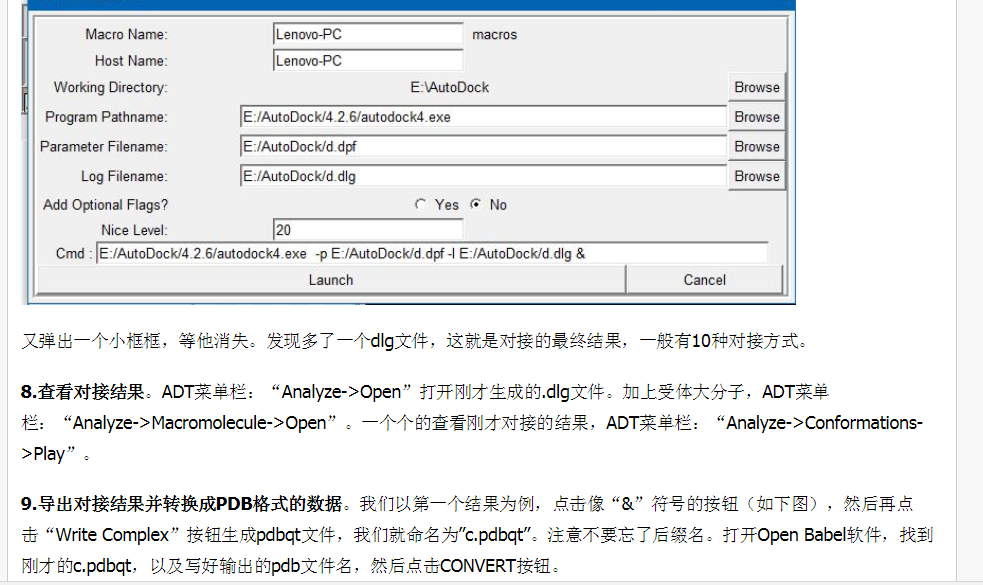 Macro Name: Lenovo-PC macros
Host Name: Lenovo-PC
Working Directory: E:\AutoDock Browse
Program Pathname: E:/AutoDock/4.2.6/autodock4.exe Browse
Parameter Filename: E:/AutoDock/d.dpf Browse
Log Filename: E:/AutoDock/d.dlg Browse
Add Optional Flags? Yes No
Nice Level: 20
Cmd : E:/AutoDock/4.2.6/autodock4.exe -p E:/AutoDock/d.dpf -l E:/AutoDock/d.dlg &
Launch Cancel
又弹出一个小框框，等他消失。发现多了一个dlg文件，这就是对接的最终结果，一般有10种对接方式。
8.查看对接结果。ADT菜单栏：“Analyze->Open”打开刚才生成的.dlg文件。加上受体大分子，ADT菜单
栏：“Analyze->Macromolecule->Open”。一个个的查看刚才对接的结果，ADT菜单栏：“Analyze->Conformations-
>Play”。
9.导出对接结果并转换成PDB格式的数据。我们以第一个结果为例，点击像“&”符号的按钮（如下图），然后再点
击“Write Complex”按钮生成pdbqt文件，我们就命名为”c.pdbqt”。注意不要忘了后缀名。打开Open Babel软件，找到
刚才的c.pdbqt，以及写好输出的pdb文件名，然后点击CONVERT按钮。